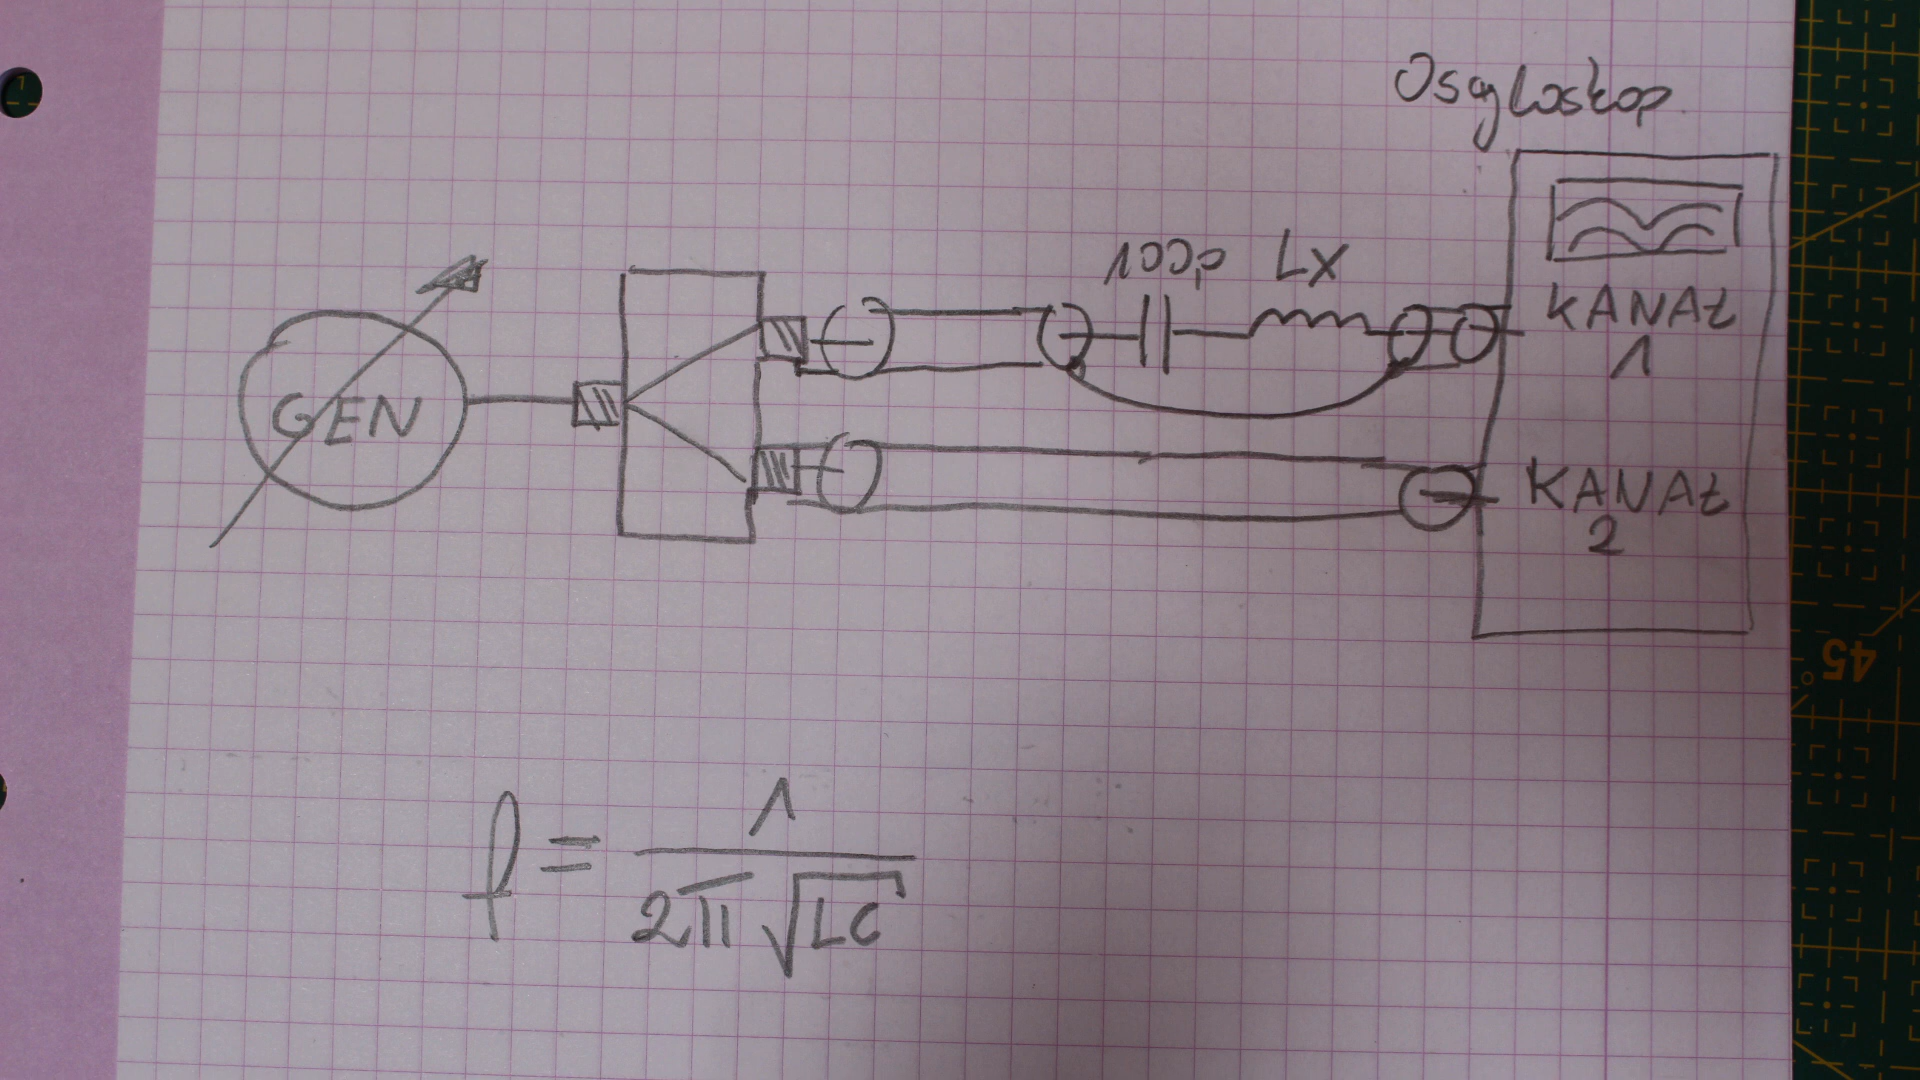 Oscyloskop
100p Lx
KANAŁ
1
GEN
KANAŁ
2
45
f = 1 / 2π √LC